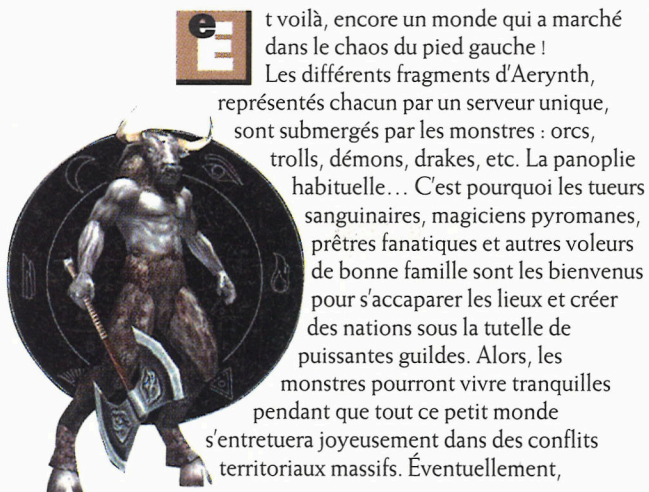 Et voilà, encore un monde qui a marché
dans le chaos du pied gauche !
Les différents fragments d'Aerynth,
représentés chacun par un serveur unique,
sont submergés par les monstres : orcs,
trolls, démons, drakes, etc. La panoplie
habituelle… C'est pourquoi les tueurs
sanguinaires, magiciens pyromanes,
prêtres fanatiques et autres voleurs
de bonne famille sont les bienvenus
pour s'accaparer les lieux et créer
des nations sous la tutelle de
puissantes guildes. Alors, les
monstres pourront vivre tranquilles
pendant que tout ce petit monde
s'entretuera joyeusement dans des conflits
territoriaux massifs. Éventuellement,